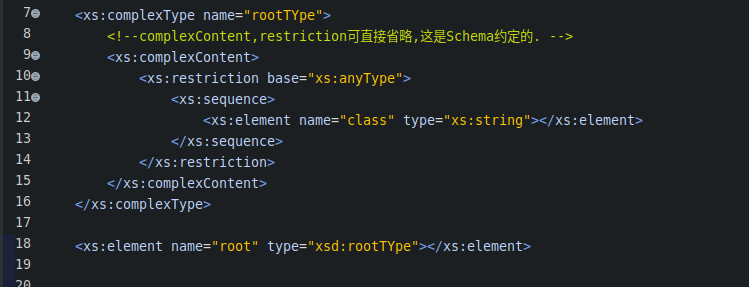 7 <xs:complexType name="rootTYpe">
8 <!--complexContent,restriction可直接省略,这是Schema约定的. -->
9 <xs:complexContent>
10 <xs:restriction base="xs:anyType">
11 <xs:sequence>
12 <xs:element name="class" type="xs:string"></xs:element>
13 </xs:sequence>
14 </xs:restriction>
15 </xs:complexContent>
16 </xs:complexType>
17
18 <xs:element name="root" type="xsd:rootTYpe"></xs:element>
19
20